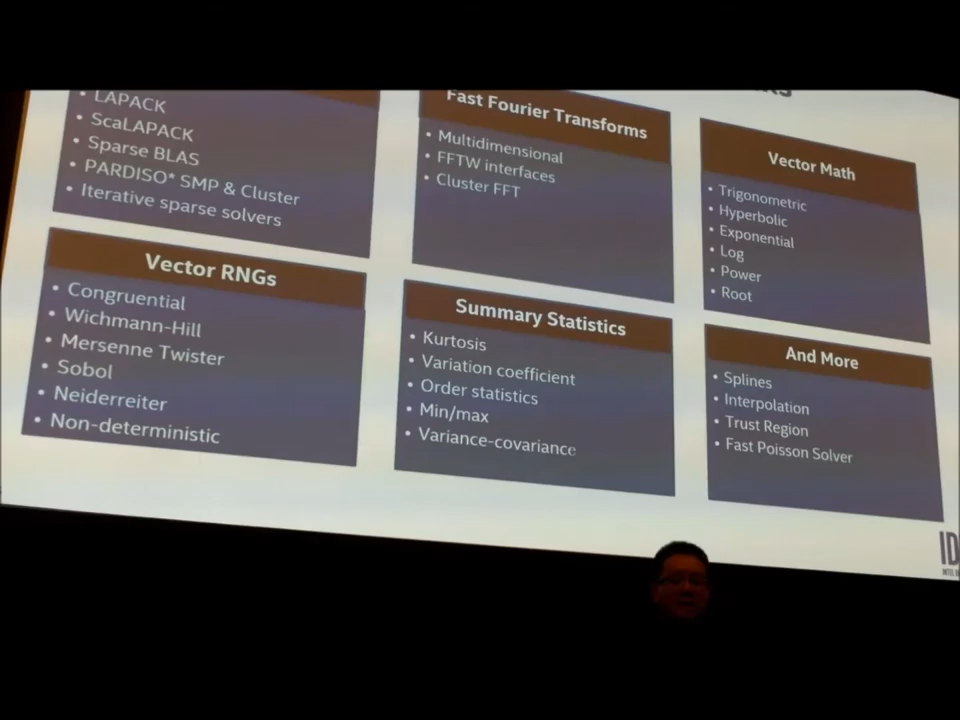 LAPACK
ScaLAPACK
Sparse BLAS
PARDISO* SMP & Cluster
Iterative sparse solvers
Fast Fourier Transforms
Multidimensional
FFTW interfaces
Cluster FFT
Vector Math
Trigonometric
Hyperbolic
Exponential
Log
Power
Root
Vector RNGs
Congruential
Wichmann-Hill
Mersenne Twister
Sobol
Neiderreiter
Non-deterministic
Summary Statistics
Kurtosis
Variation coefficient
Order statistics
Min/max
Variance-covariance
And More
Splines
Interpolation
Trust Region
Fast Poisson Solver
ID
INTEL